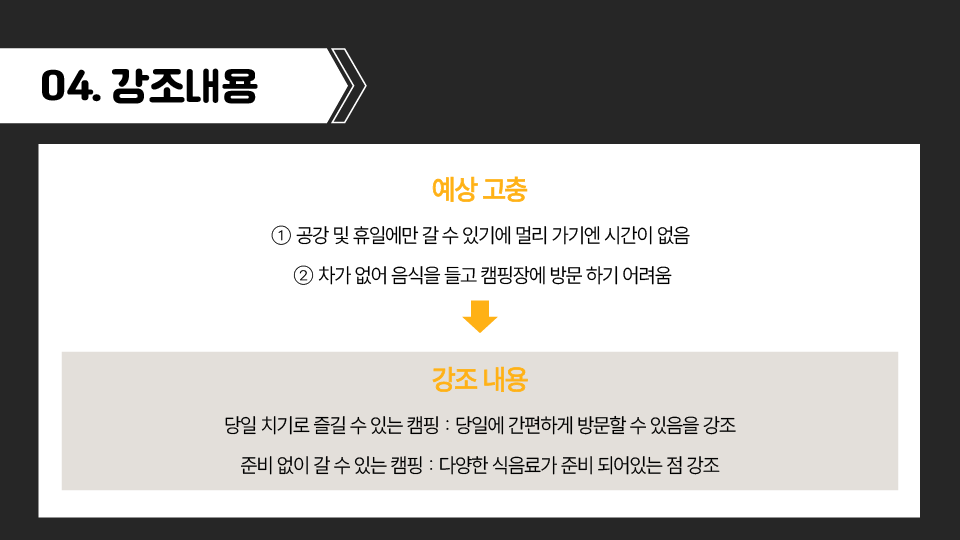 04. 강조내용
예상 고충
① 공강 및 휴일에만 갈 수 있기에 멀리 가기엔 시간이 없음
② 차가 없어 음식을 들고 캠핑장에 방문 하기 어려움
강조 내용
당일 치기로 즐길 수 있는 캠핑 : 당일에 간편하게 방문할 수 있음을 강조
준비 없이 갈 수 있는 캠핑 : 다양한 식음료가 준비 되어있는 점 강조